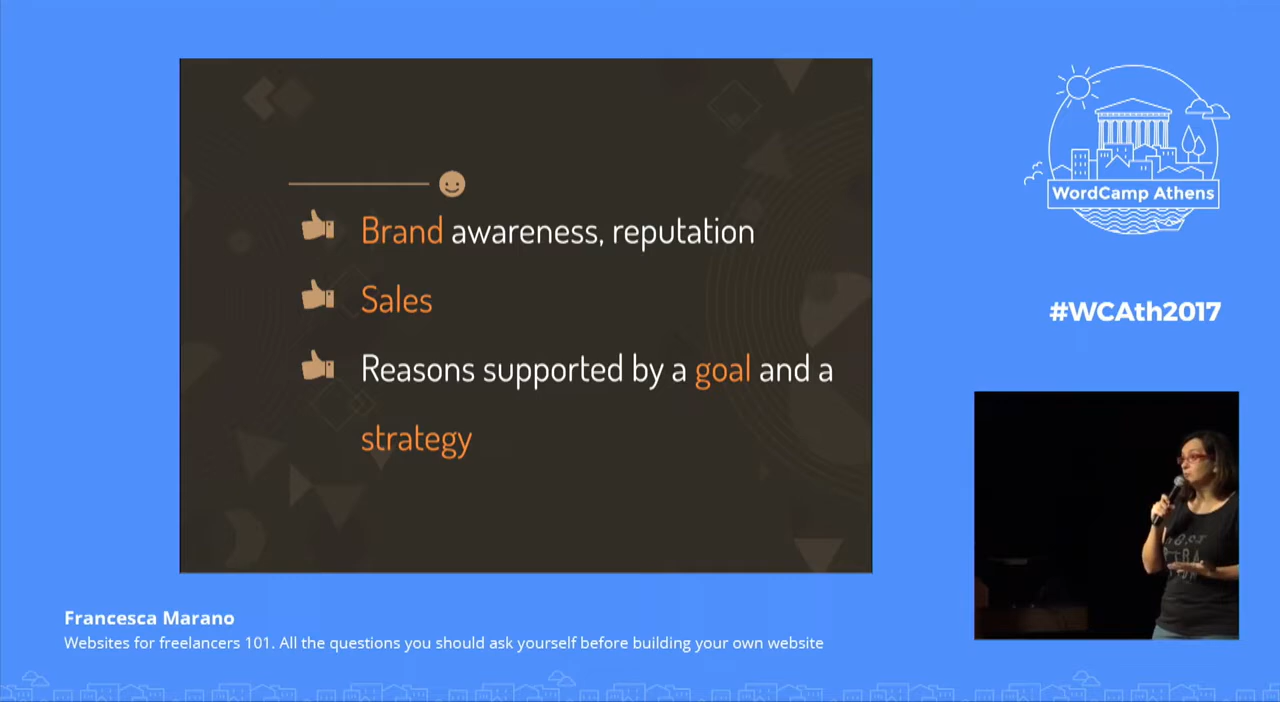 Brand awareness, reputation
Sales
Reasons supported by a goal and a
strategy
WordCamp Athens
#WCAth2017
Francesca Marano
Websites for freelancers 101. All the questions you should ask yourself before building your own website